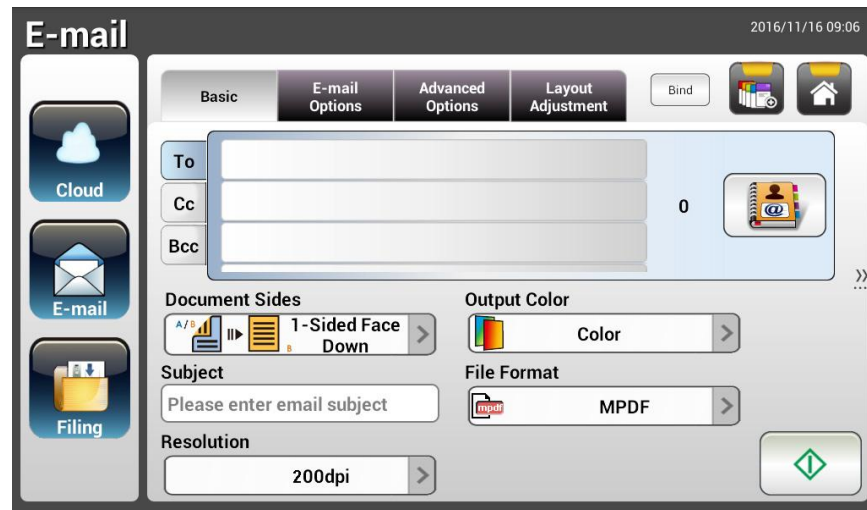 E-mail
2016/11/16 09:06
Basic
E-mail
Options
Advanced
Options
Layout
Adjustment
Bind
Cloud
E-mail
Filing
To
Cc
Bcc
0
@
Document Sides
A/B
B
1-Sided Face
Down
Output Color
Color
Subject
Please enter email subject
File Format
mpdf
MPDF
Resolution
200dpi